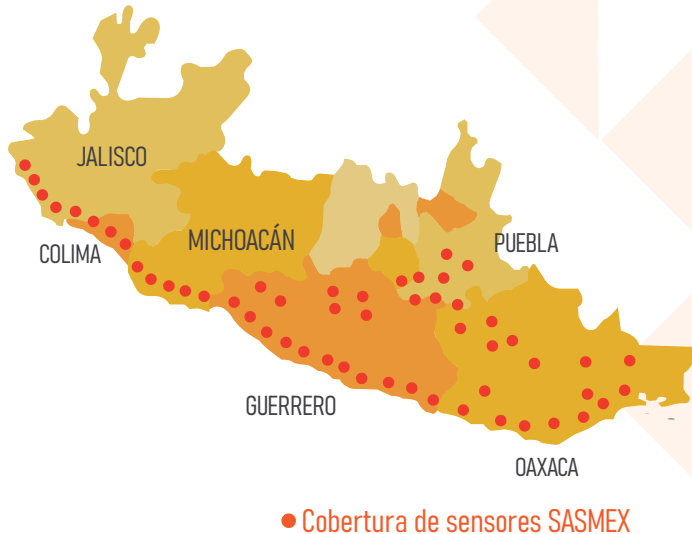 JALISCO
COLIMA
MICHOACÁN
PUEBLA
GUERRERO
OAXACA
Cobertura de sensores SASMEX